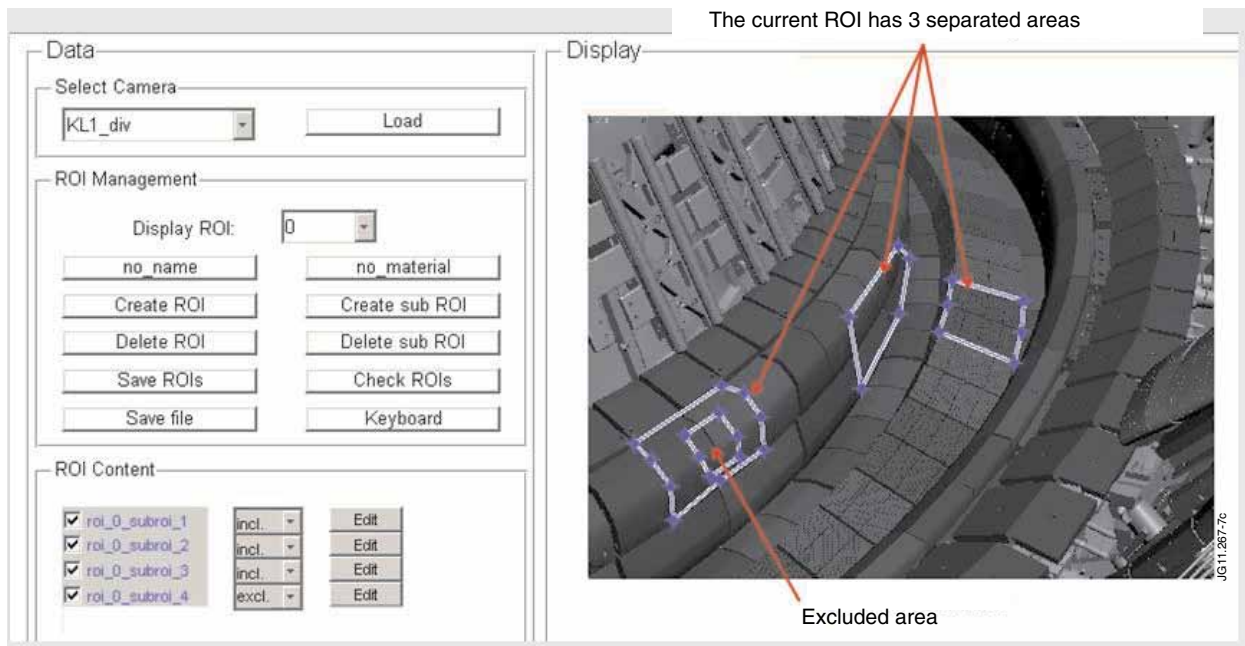 The current ROI has 3 separated areas
Data
Select Camera
KL1_div
Load
ROI Management
Display ROI:
0
no_name
no_material
Create ROI
Create sub ROI
Delete ROI
Delete sub ROI
Save ROIs
Check ROIs
Save file
Keyboard
ROI Content
roi_0_subroi_1 incl. Edit
roi_0_subroi_2 incl. Edit
roi_0_subroi_3 incl. Edit
roi_0_subroi_4 excl. Edit
Display
Excluded area
JG11.267-7c